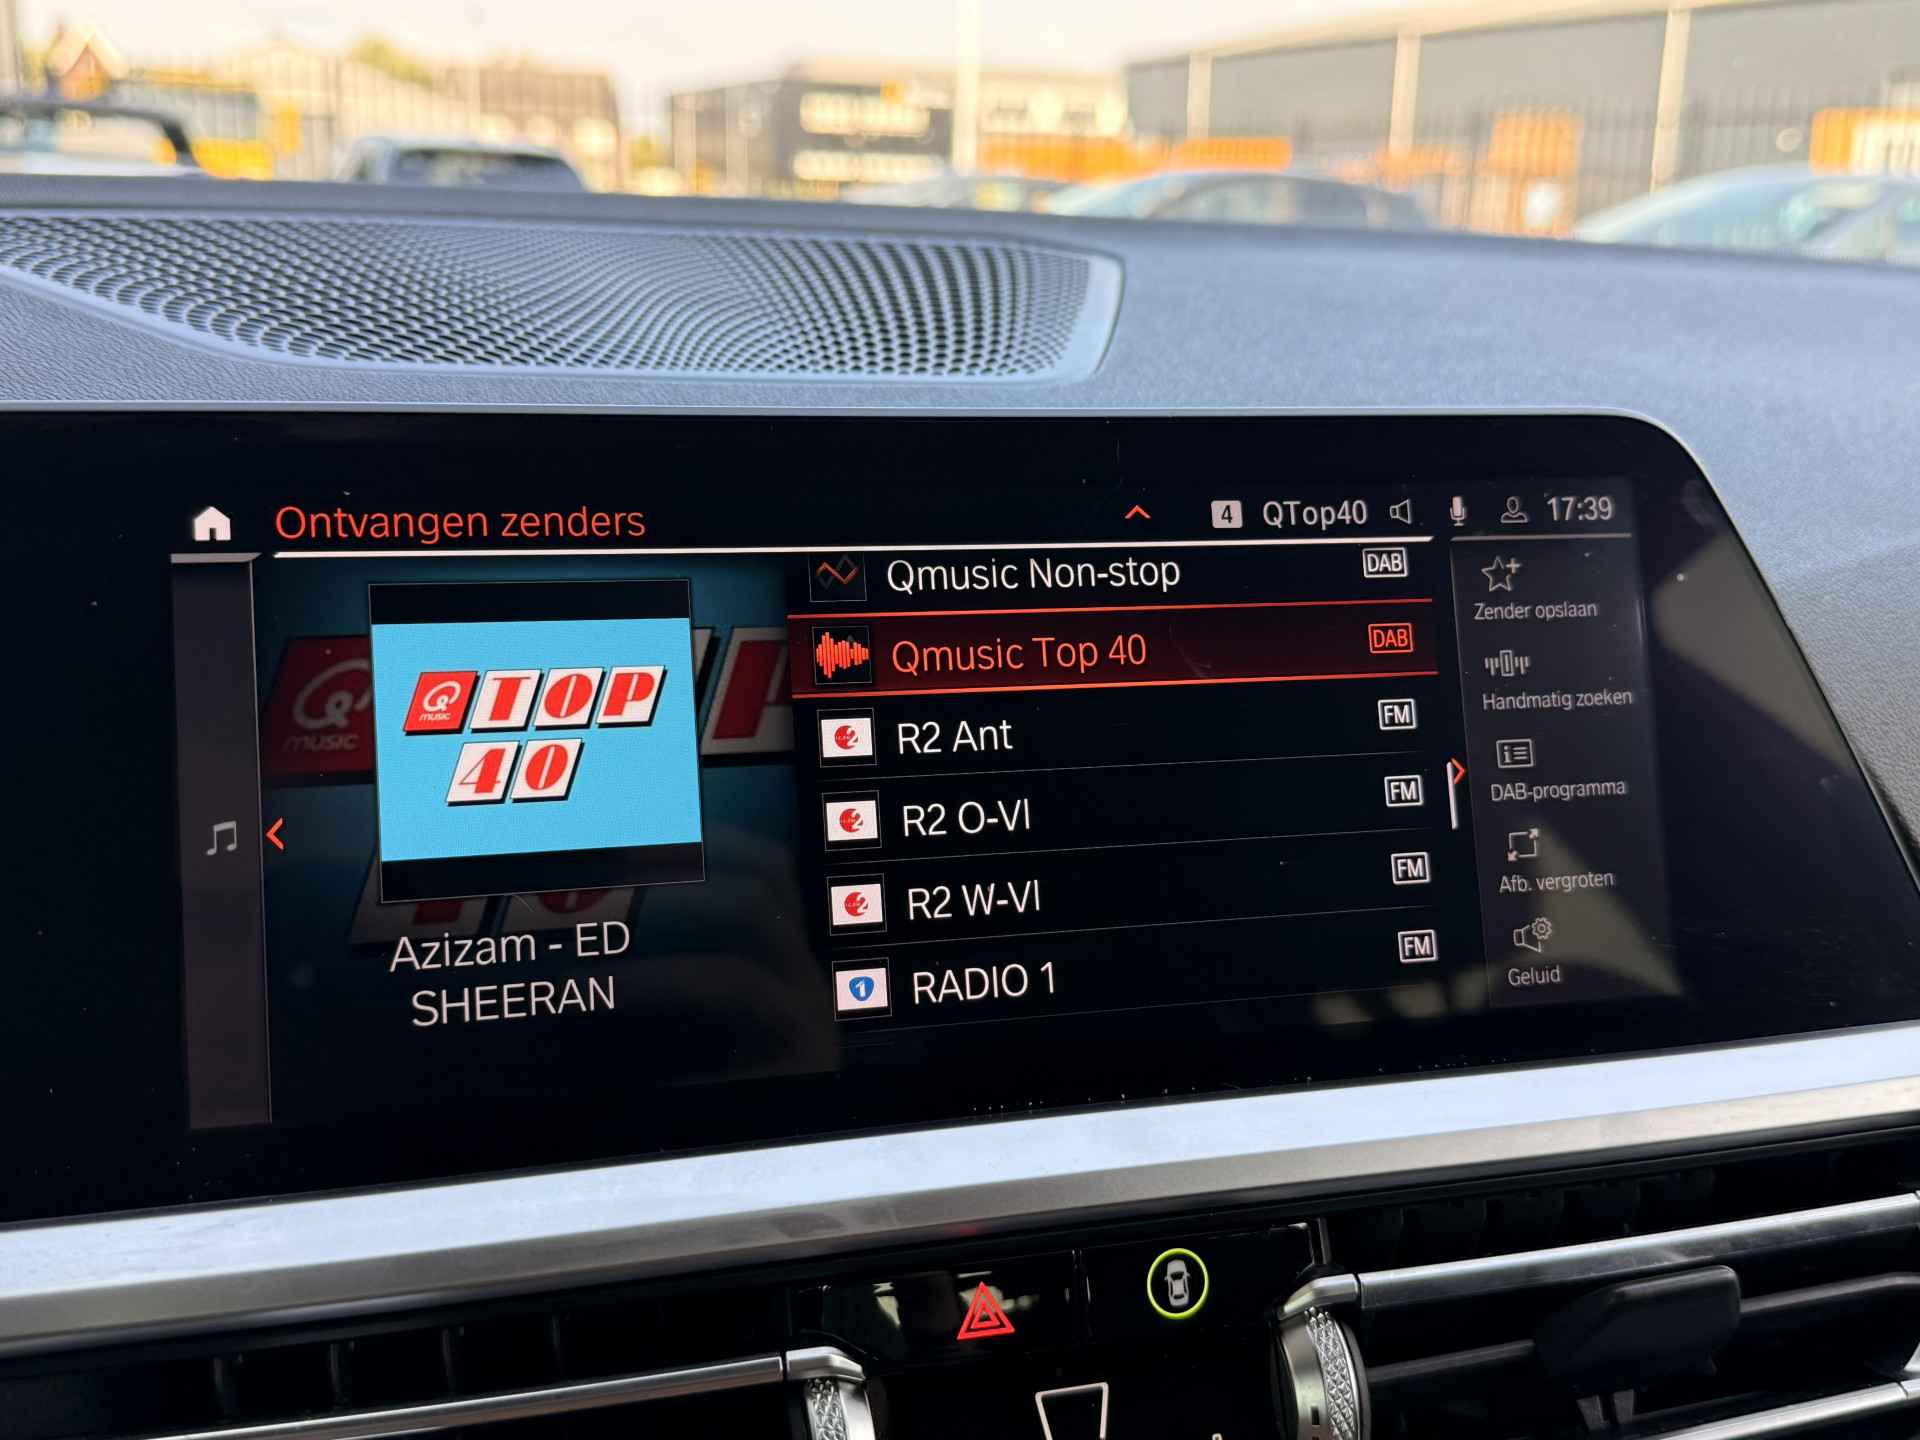 Ontvangen zenders
4 QTop40 17:39
Qmusic Non-stop DAB
Qmusic Top 40 DAB
R2 Ant FM
R2 O-Vl FM
R2 W-Vl FM
RADIO 1 FM
Q music TOP
40
Azizam - ED
SHEERAN
Zender opslaan
Handmatig zoeken
DAB-programma
Afb. vergroten
Geluid